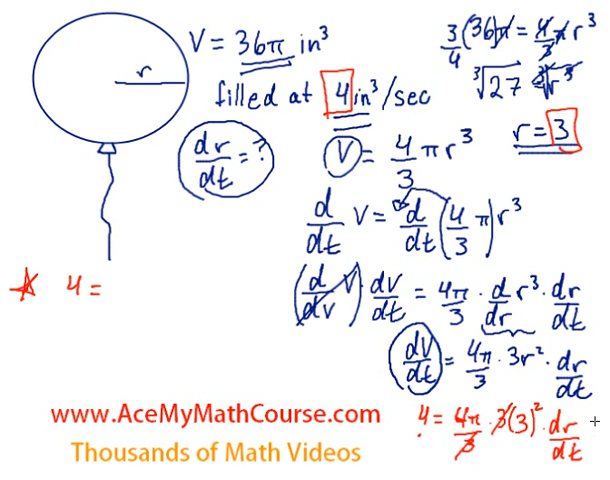 r
V = 36π in³
filled at 4 in³/sec
dr/dt = ?
V = 4/3 πr³
3/4 (36)π = 4/3 π r³
³√27 = ³√r³
r = 3
d/dt V = d/dt (4/3 π) r³
(d/dV V) dV/dt = 4π/3 · d/dr r³ · dr/dt
dV/dt = 4π/3 · 3r² · dr/dt
4 = 4π/3 · 3(3)² · dr/dt
4 =
www.AceMyMathCourse.com
Thousands of Math Videos